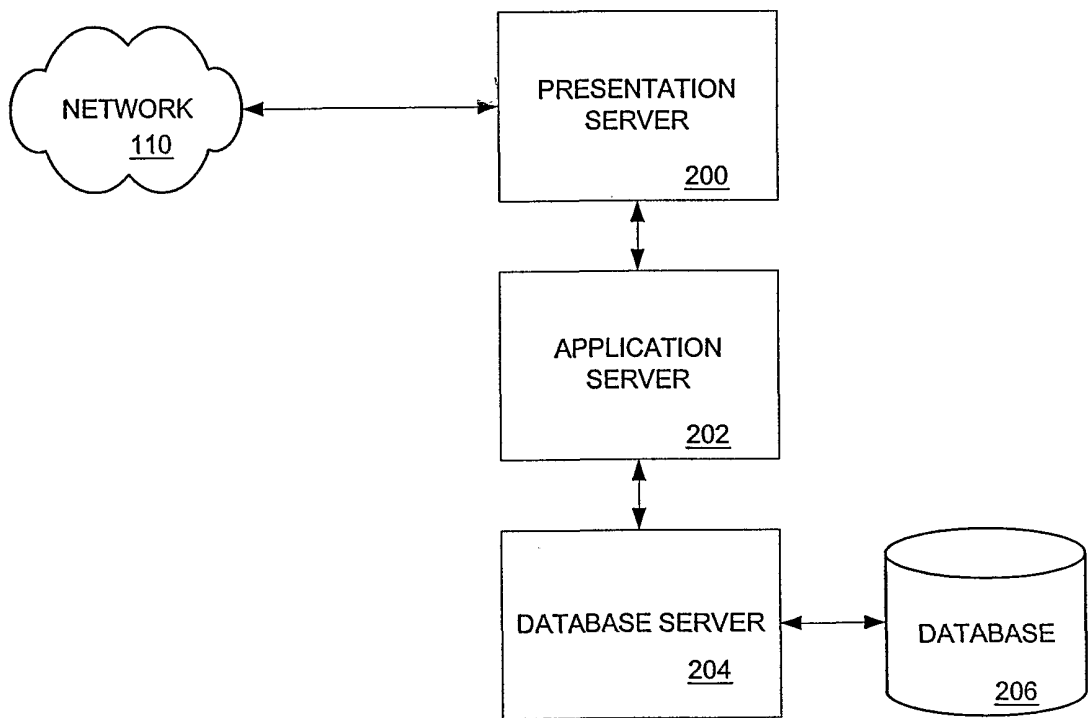 NETWORK
110
PRESENTATION
SERVER
200
APPLICATION
SERVER
202
DATABASE SERVER
204
DATABASE
206